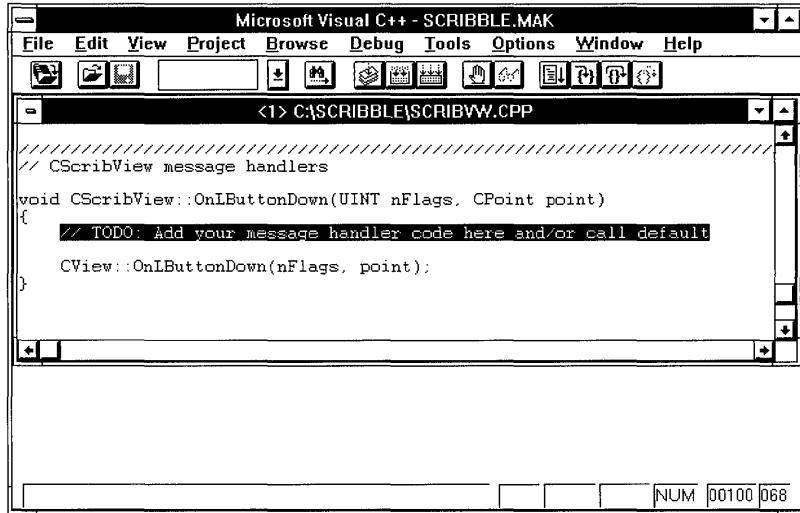 Microsoft Visual C++ - SCRIBBLE.MAK
File Edit View Project Browse Debug Tools Options Window Help
<1> C:\SCRIBBLE\SCRIBVW.CPP
///////////////////////////////////////////////////////////////////////////
// CScribView message handlers
void CScribView::OnLButtonDown(UINT nFlags, CPoint point)
{
// TODO: Add your message handler code here and/or call default
CView::OnLButtonDown(nFlags, point);
}
NUM 00100 068